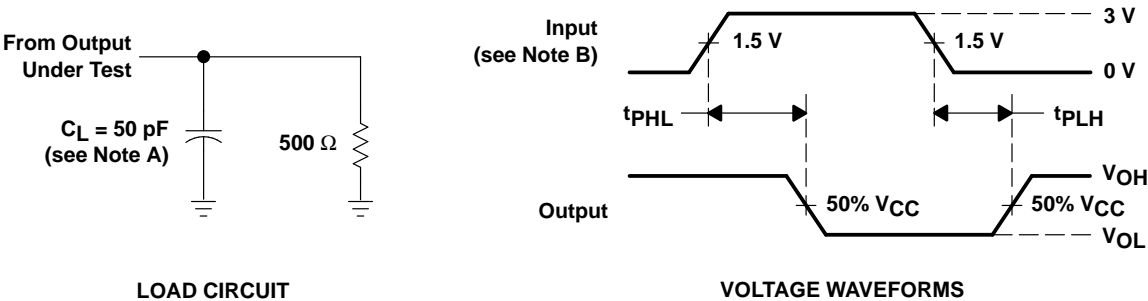 From Output
Under Test
CL = 50 pF
(see Note A)
500 Ω
LOAD CIRCUIT
Input
(see Note B)
1.5 V
1.5 V
3 V
0 V
tPHL
tPLH
Output
50% VCC
50% VCC
VOH
VOL
VOLTAGE WAVEFORMS